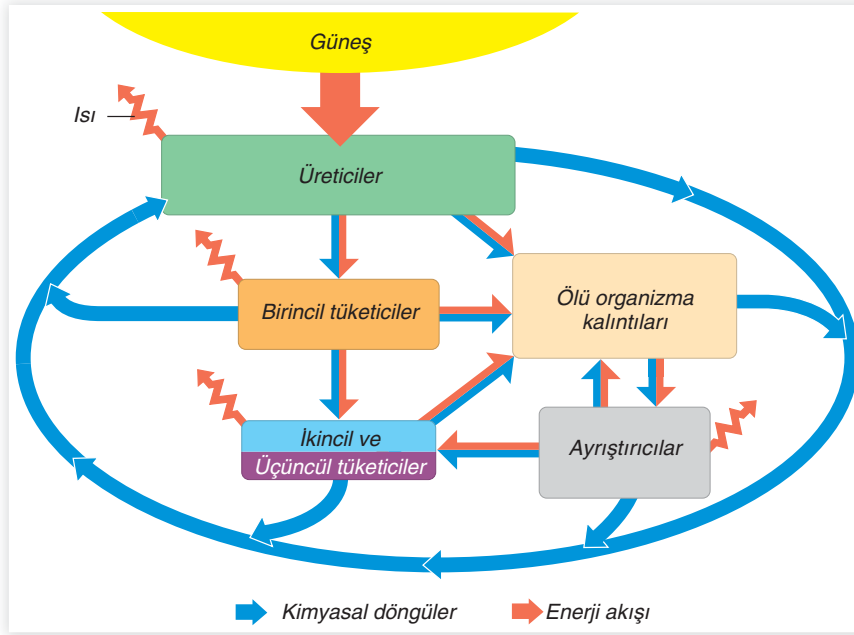 Güneş
Isı
Üreticiler
Birincil tüketiciler
Ölü organizma
kalıntıları
İkincil ve
Üçüncül tüketiciler
Ayrıştırıcılar
Kimyasal döngüler
Enerji akışı